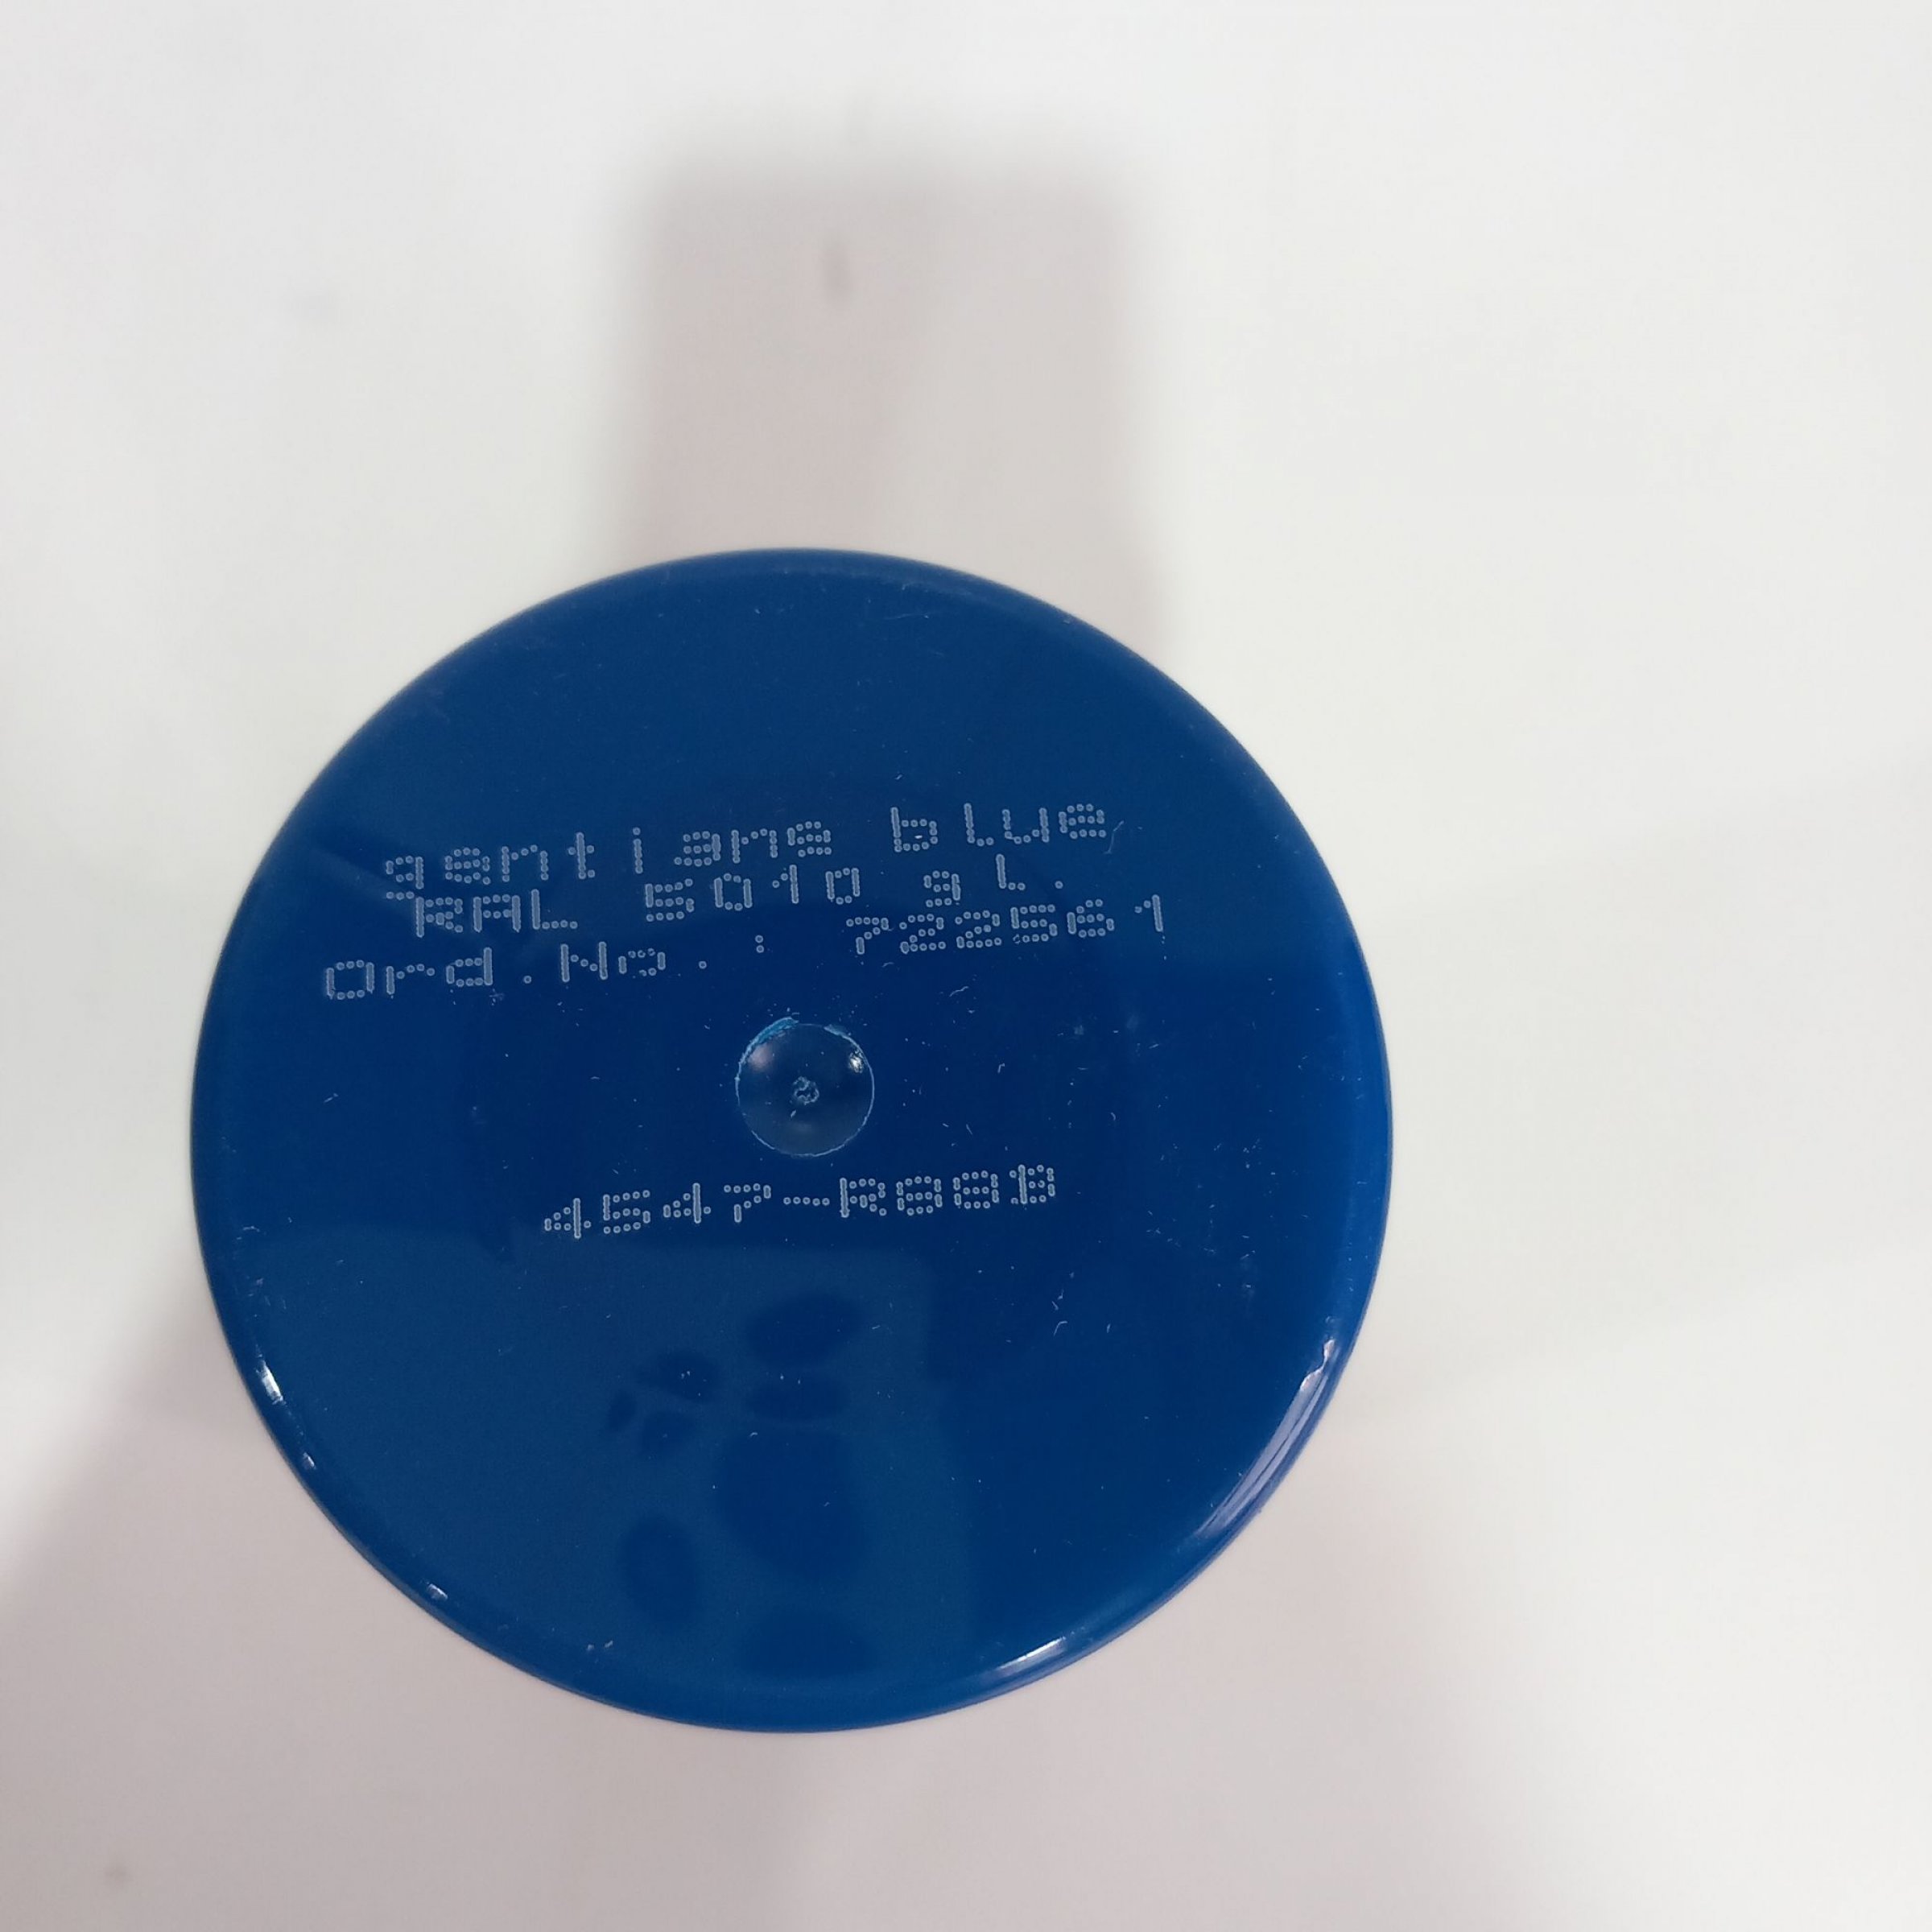 gentiane blue
RAL 5010 gl.
Ord.No.: 722561
4547-R88B